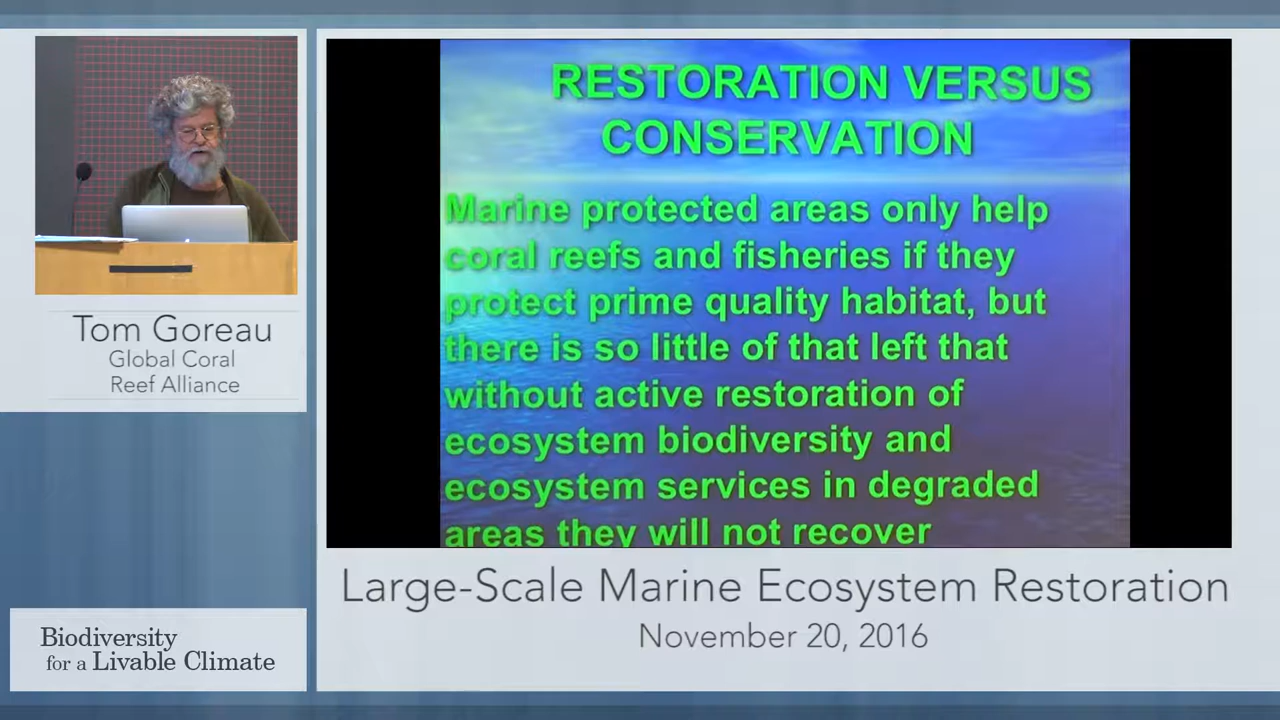 Tom Goreau
Global Coral
Reef Alliance
RESTORATION VERSUS
CONSERVATION
Marine protected areas only help
coral reefs and fisheries if they
protect prime quality habitat, but
there is so little of that left that
without active restoration of
ecosystem biodiversity and
ecosystem services in degraded
areas they will not recover
Large-Scale Marine Ecosystem Restoration
November 20, 2016
Biodiversity
for a Livable Climate